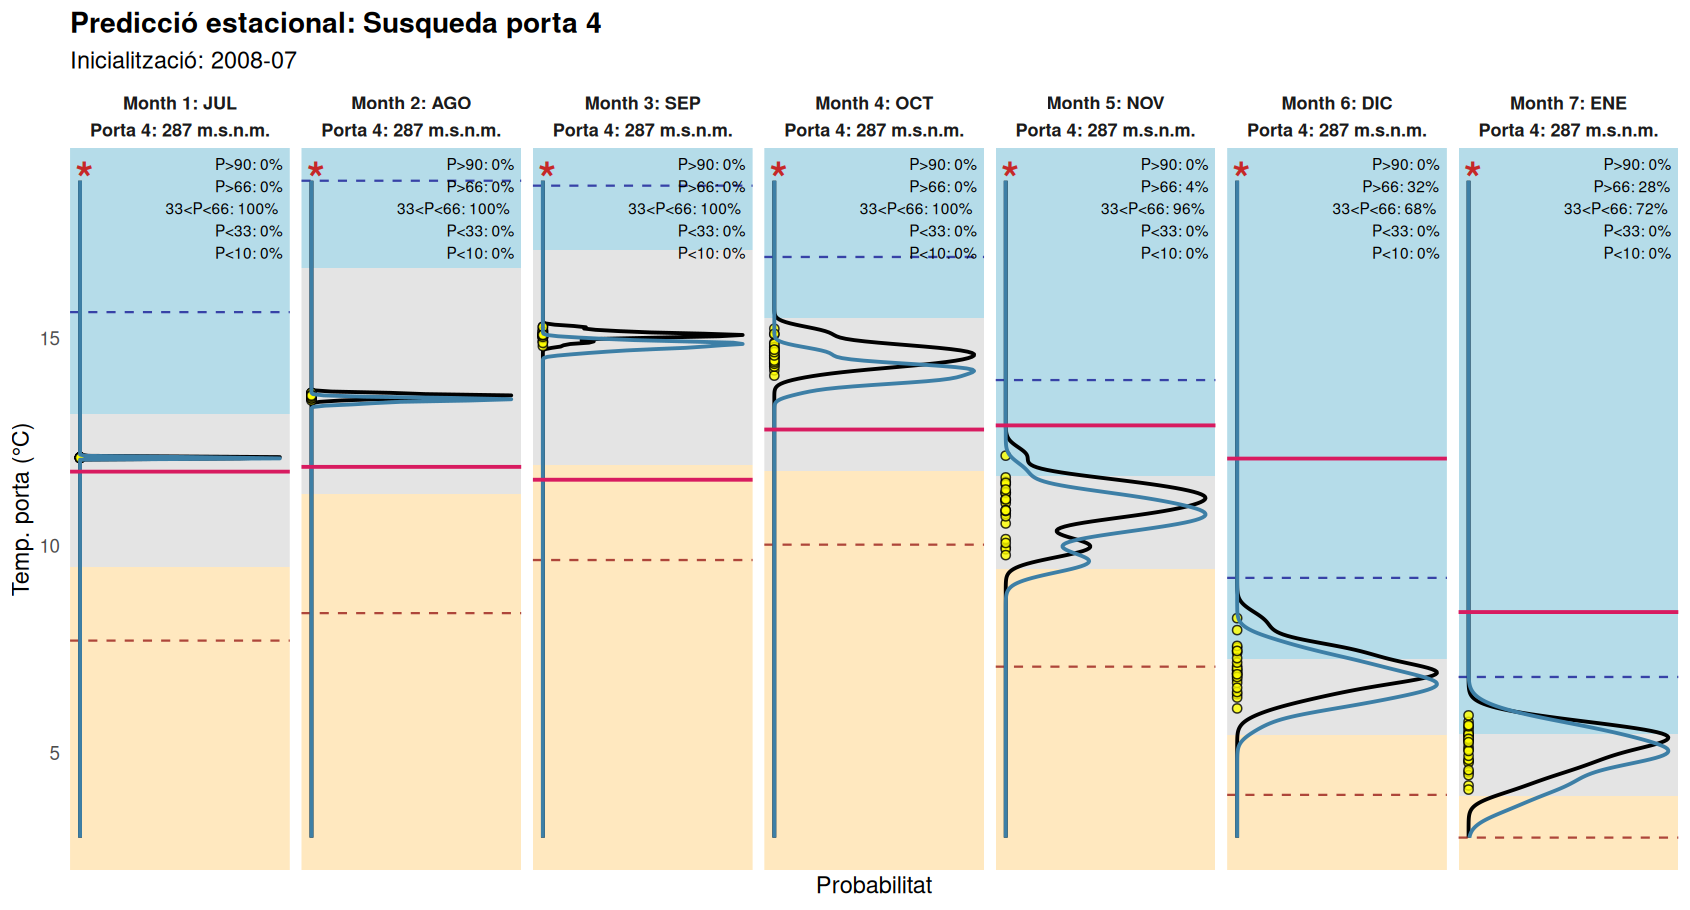 Predicció estacional: Susqueda porta 4
Inicialització: 2008-07
Month 1: JUL
Porta 4: 287 m.s.n.m.
Month 2: AGO
Porta 4: 287 m.s.n.m.
Month 3: SEP
Porta 4: 287 m.s.n.m.
Month 4: OCT
Porta 4: 287 m.s.n.m.
Month 5: NOV
Porta 4: 287 m.s.n.m.
Month 6: DIC
Porta 4: 287 m.s.n.m.
Month 7: ENE
Porta 4: 287 m.s.n.m.
*
P>90: 0%
P>66: 0%
33<P<66: 100%
P<33: 0%
P<10: 0%
*
P>90: 0%
P>66: 0%
33<P<66: 100%
P<33: 0%
P<10: 0%
*
P>90: 0%
P>66: 0%
33<P<66: 100%
P<33: 0%
P<10: 0%
*
P>90: 0%
P>66: 0%
33<P<66: 100%
P<33: 0%
P<10: 0%
*
P>90: 0%
P>66: 4%
33<P<66: 96%
P<33: 0%
P<10: 0%
*
P>90: 0%
P>66: 32%
33<P<66: 68%
P<33: 0%
P<10: 0%
*
P>90: 0%
P>66: 28%
33<P<66: 72%
P<33: 0%
P<10: 0%
15
10
5
Temp. porta (°C)
Probabilitat